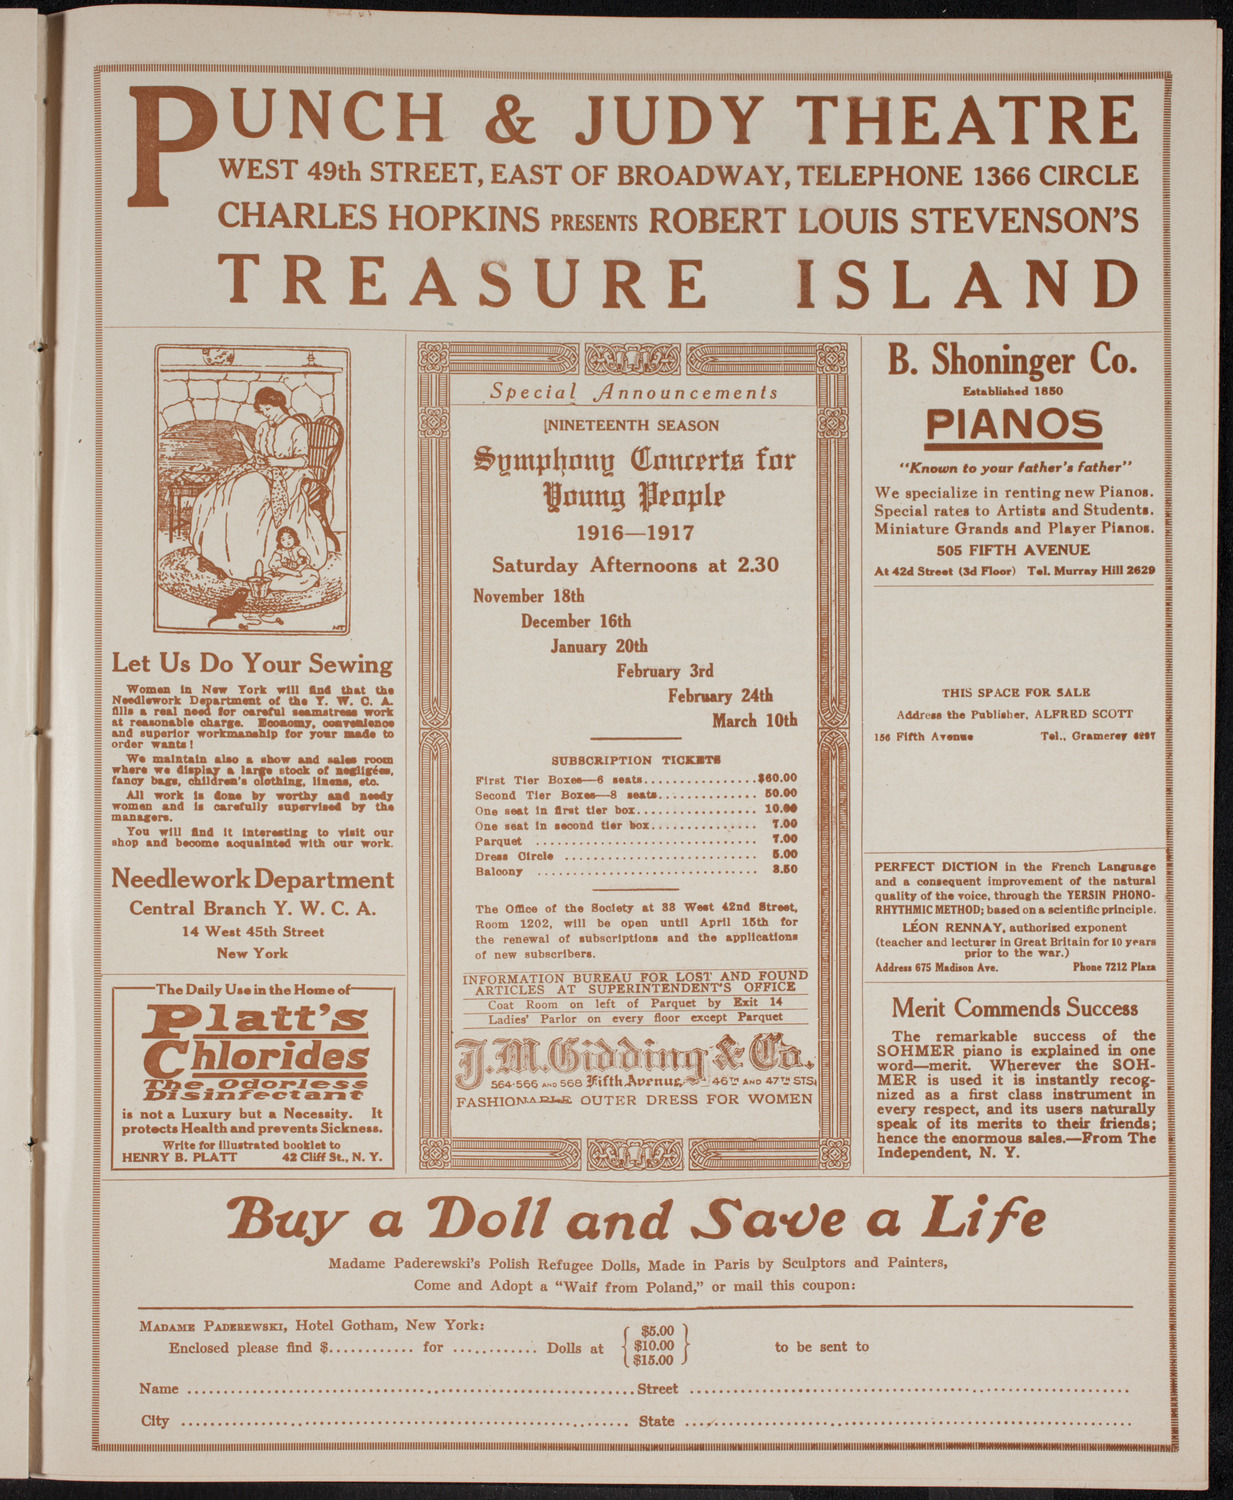 PUNCH & JUDY THEATRE
WEST 49th STREET, EAST OF BROADWAY, TELEPHONE 1366 CIRCLE
CHARLES HOPKINS PRESENTS ROBERT LOUIS STEVENSON'S
TREASURE ISLAND
Let Us Do Your Sewing
Women in New York will find that the
Needlework Department of the Y. W. C. A.
fills a real need for careful seamstress work
at reasonable charge. Economy, convenience
and superior workmanship for your made to
order wants!
We maintain also a show and sales room
where we display a large stock of negligées,
fancy bags, children's clothing, linens, etc.
All work is done by worthy and needy
women and is carefully supervised by the
managers.
You will find it interesting to visit our
shop and become acquainted with our work.
Needlework Department
Central Branch Y. W. C. A.
14 West 45th Street
New York
The Daily Use in the Home of
Platt's
Chlorides
The Odorless
Disinfectant
is not a Luxury but a Necessity. It
protects Health and prevents Sickness.
Write for illustrated booklet to
HENRY B. PLATT 42 Cliff St., N. Y.
Special Announcements
[NINETEENTH SEASON
Symphony Concerts for
Young People
1916—1917
Saturday Afternoons at 2.30
November 18th
December 16th
January 20th
February 3rd
February 24th
March 10th
SUBSCRIPTION TICKETS
First Tier Boxes—6 seats...............$60.00
Second Tier Boxes—8 seats............. 50.00
One seat in first tier box................ 10.00
One seat in second tier box.............. 7.00
Parquet ............................. 7.00
Dress Circle ......................... 5.00
Balcony ............................. 3.50
The Office of the Society at 33 West 42nd Street,
Room 1202, will be open until April 15th for
the renewal of subscriptions and the applications
of new subscribers.
INFORMATION BUREAU FOR LOST AND FOUND
ARTICLES AT SUPERINTENDENT'S OFFICE
Coat Room on left of Parquet by Exit 14
Ladies' Parlor on every floor except Parquet
J.M. Gidding & Co.
564-566 AND 568 Fifth Avenue 46TH AND 47TH STS.
FASHIONABLE OUTER DRESS FOR WOMEN
B. Shoninger Co.
Established 1850
PIANOS
"Known to your father's father"
We specialize in renting new Pianos.
Special rates to Artists and Students.
Miniature Grands and Player Pianos.
505 FIFTH AVENUE
At 42d Street (3d Floor) Tel. Murray Hill 2629
THIS SPACE FOR SALE
Address the Publisher, ALFRED SCOTT
156 Fifth Avenue Tel., Gramercy 6287
PERFECT DICTION in the French Language
and a consequent improvement of the natural
quality of the voice, through the YERSIN PHONO-
RHYTHMIC METHOD; based on a scientific principle.
LÉON RENNAY, authorised exponent
(teacher and lecturer in Great Britain for 10 years
prior to the war.)
Address 675 Madison Ave. Phone 7212 Plaza
Merit Commends Success
The remarkable success of the
SOHMER piano is explained in one
word—merit. Wherever the SOH-
MER is used it is instantly recog-
nized as a first class instrument in
every respect, and its users naturally
speak of its merits to their friends;
hence the enormous sales.—From The
Independent, N. Y.
Buy a Doll and Save a Life
Madame Paderewski's Polish Refugee Dolls, Made in Paris by Sculptors and Painters,
Come and Adopt a "Waif from Poland," or mail this coupon:
MADAME PADEREWSKI, Hotel Gotham, New York:
Enclosed please find $............ for ............ Dolls at { $5.00 $10.00 $15.00 } to be sent to
Name .................................................. Street ..................................................
City .................................................. State ..................................................